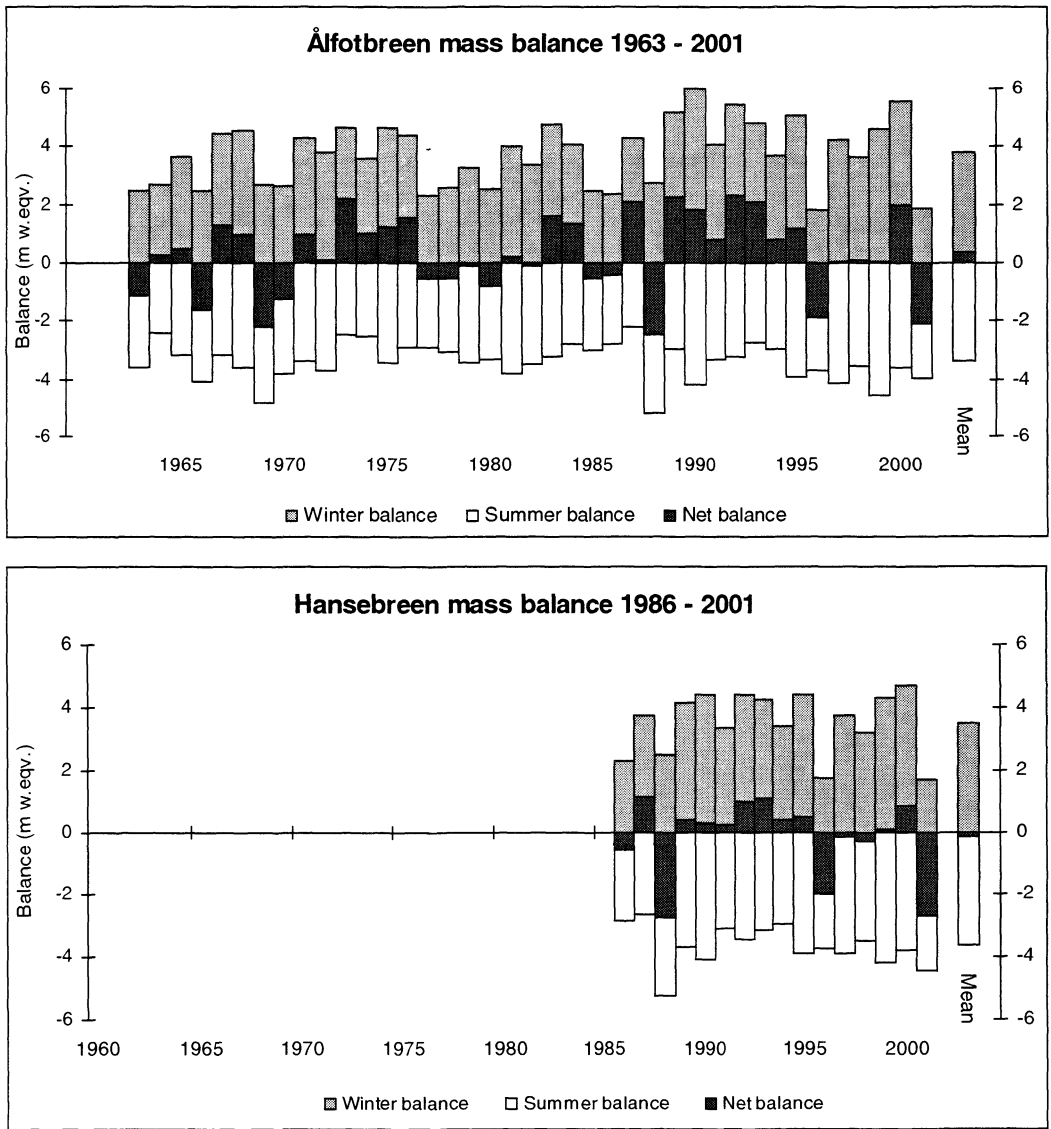 Ålfotbreen mass balance 1963 - 2001
6 6
4 4
2 2
0 0
-2 -2
-4 -4
-6 -6
Balance (m w.eqv.)
Mean
1965 1970 1975 1980 1985 1990 1995 2000
Winter balance Summer balance Net balance
Hansebreen mass balance 1986 - 2001
6 6
4 4
2 2
0 0
-2 -2
-4 -4
-6 -6
Balance (m w.eqv.)
Mean
1960 1965 1970 1975 1980 1985 1990 1995 2000
Winter balance Summer balance Net balance